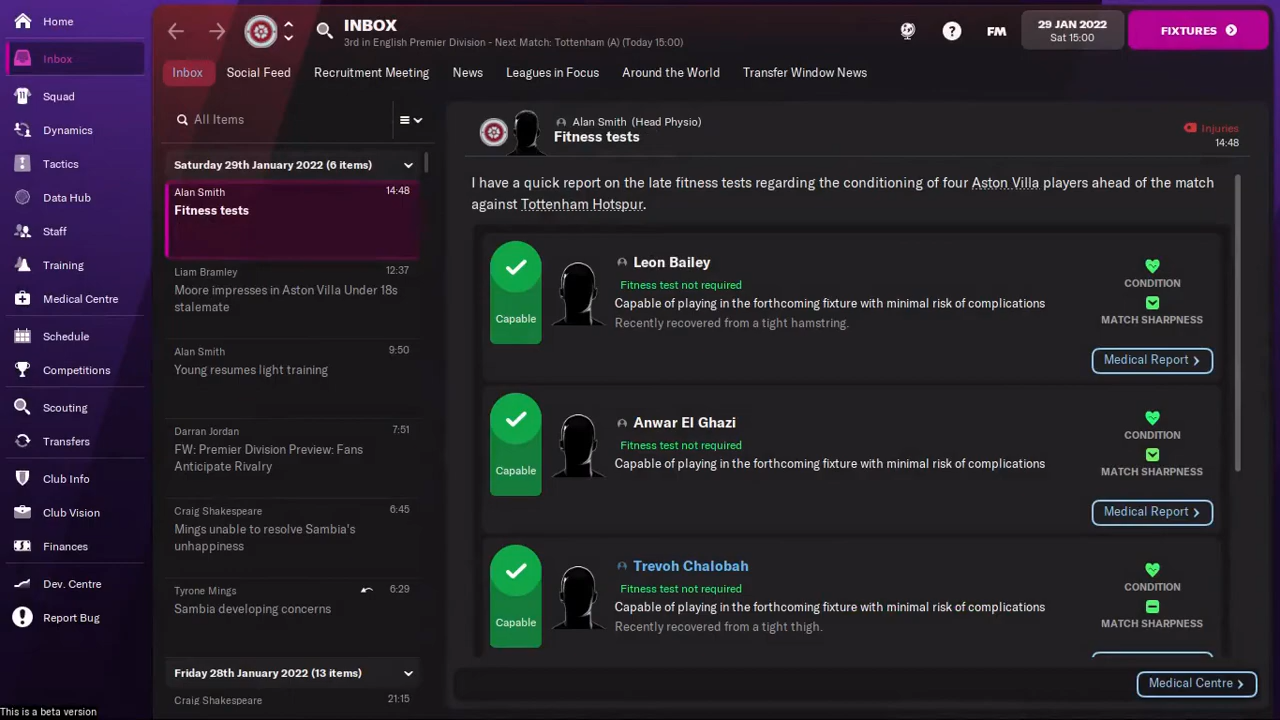 Home
Inbox
Squad
Dynamics
Tactics
Data Hub
Staff
Training
Medical Centre
Schedule
Competitions
Scouting
Transfers
Club Info
Club Vision
Finances
Dev. Centre
Report Bug
This is a beta version
INBOX
3rd in English Premier Division - Next Match: Tottenham (A) (Today 15:00)
FM
29 JAN 2022
Sat 15:00
FIXTURES
Inbox
Social Feed
Recruitment Meeting
News
Leagues in Focus
Around the World
Transfer Window News
All Items
Saturday 29th January 2022 (6 items)
Alan Smith 14:48
Fitness tests
Liam Bramley 12:37
Moore impresses in Aston Villa Under 18s
stalemate
Alan Smith 9:50
Young resumes light training
Darran Jordan 7:51
FW: Premier Division Preview: Fans
Anticipate Rivalry
Craig Shakespeare 6:45
Mings unable to resolve Sambia's
unhappiness
Tyrone Mings 6:29
Sambia developing concerns
Friday 28th January 2022 (13 items)
Craig Shakespeare 21:15
Alan Smith (Head Physio)
Fitness tests
Injuries
14:48
I have a quick report on the late fitness tests regarding the conditioning of four Aston Villa players ahead of the match
against Tottenham Hotspur.
Capable
Leon Bailey
Fitness test not required
Capable of playing in the forthcoming fixture with minimal risk of complications
Recently recovered from a tight hamstring.
CONDITION
MATCH SHARPNESS
Medical Report
Capable
Anwar El Ghazi
Fitness test not required
Capable of playing in the forthcoming fixture with minimal risk of complications
CONDITION
MATCH SHARPNESS
Medical Report
Capable
Trevoh Chalobah
Fitness test not required
Capable of playing in the forthcoming fixture with minimal risk of complications
Recently recovered from a tight thigh.
CONDITION
MATCH SHARPNESS
Medical Centre